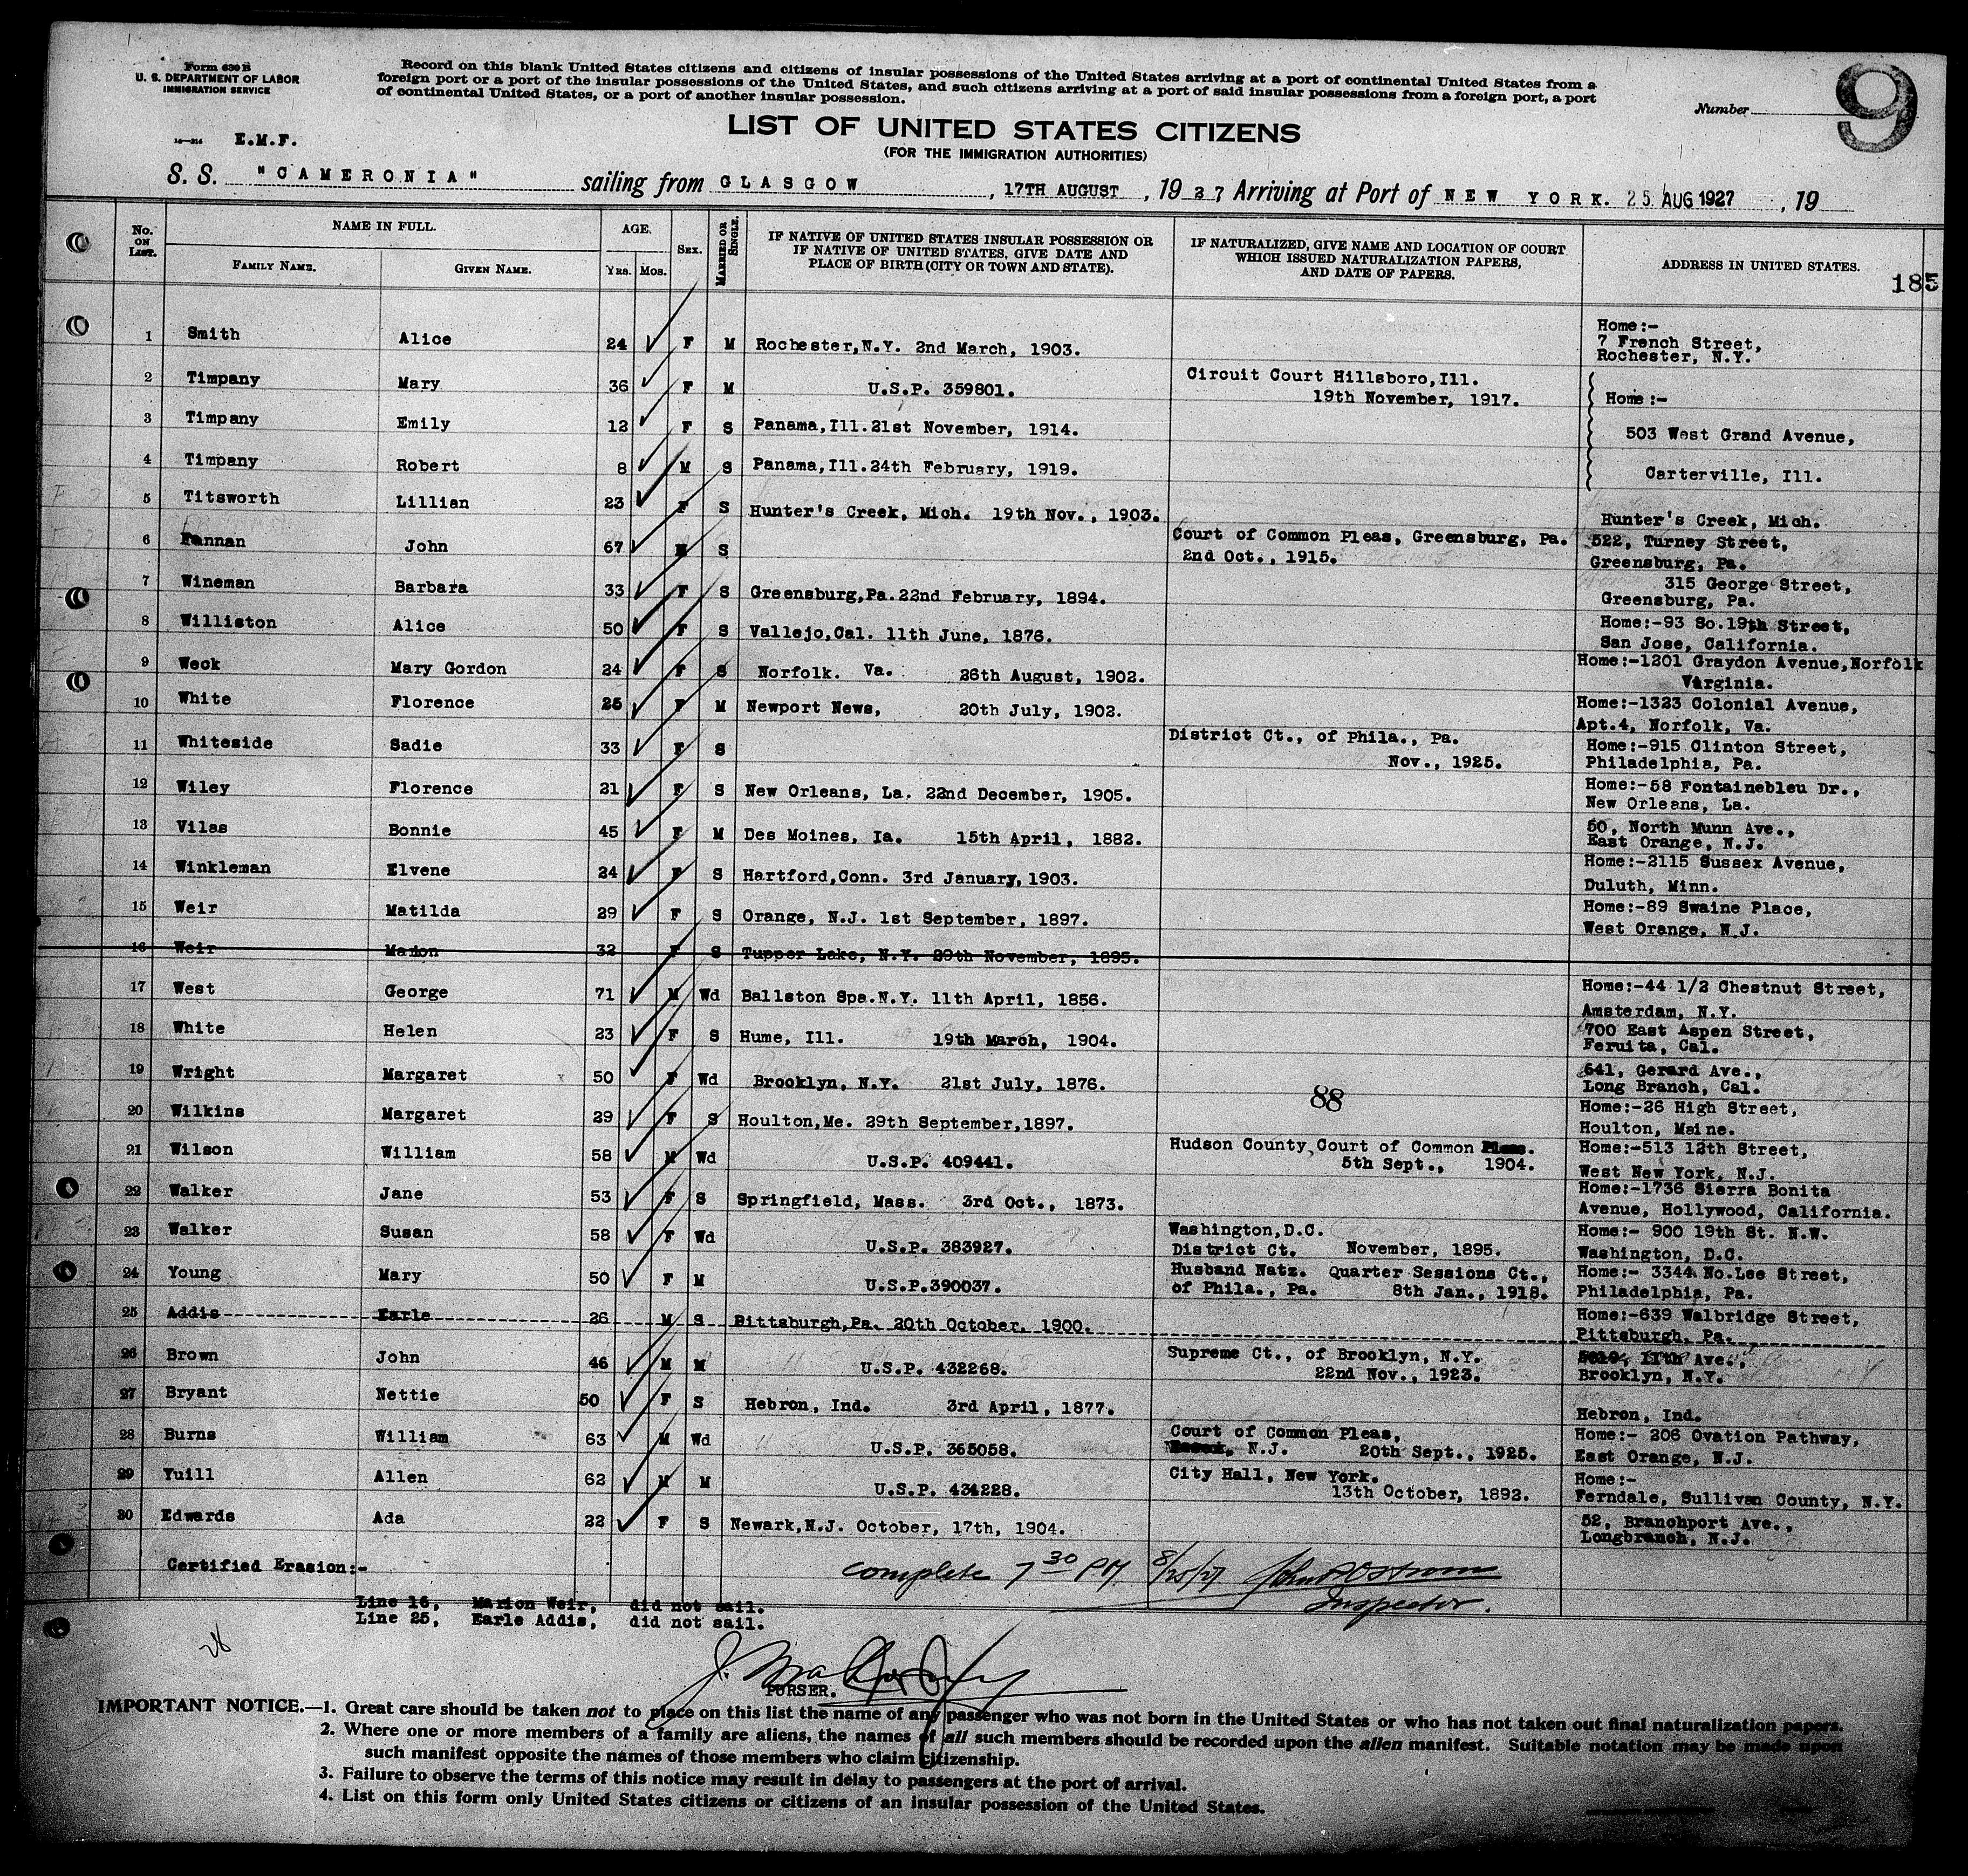 Form 630 B
U. S. DEPARTMENT OF LABOR
IMMIGRATION SERVICE
Record on this blank United States citizens and citizens of insular possessions of the United States arriving at a port of continental United States from a
foreign port or a port of the insular possessions of the United States, and such citizens arriving at a port of said insular possessions from a foreign port, a port
of continental United States, or a port of another insular possession.
Number 9
LIST OF UNITED STATES CITIZENS
(FOR THE IMMIGRATION AUTHORITIES)
14—214 E.M.F.
S. S. "CAMERONIA" sailing from GLASGOW, 17TH AUGUST, 1927, Arriving at Port of NEW YORK. 25 AUG 1927, 19
No. ON LIST. NAME IN FULL. AGE. SEX. MARRIED OR SINGLE. IF NATIVE OF UNITED STATES INSULAR POSSESSION OR IF NATIVE OF UNITED STATES, GIVE DATE AND PLACE OF BIRTH (CITY OR TOWN AND STATE). IF NATURALIZED, GIVE NAME AND LOCATION OF COURT WHICH ISSUED NATURALIZATION PAPERS, AND DATE OF PAPERS. ADDRESS IN UNITED STATES.
FAMILY NAME. GIVEN NAME. YRS. MOS.
185
1 Smith Alice 24 F M Rochester,N.Y. 2nd March, 1903. Home:- 7 French Street, Rochester, N.Y.
2 Timpany Mary 36 F M U.S.P. 359801. Circuit Court Hillsboro,Ill. 19th November, 1917. Home:-
3 Timpany Emily 12 F S Panama,Ill.21st November, 1914. 503 West Grand Avenue,
4 Timpany Robert 8 M S Panama,Ill.24th February, 1919. Carterville, Ill.
5 Titsworth Lillian 23 F S Hunter's Creek, Mich. 19th Nov., 1903. Hunter's Creek, Mich.
6 Fannan John 67 M S Court of Common Pleas, Greensburg, Pa. 2nd Oct., 1915. 522, Turney Street, Greensburg, Pa.
7 Wineman Barbara 33 F S Greensburg,Pa.22nd February, 1894. 315 George Street, Greensburg, Pa.
8 Williston Alice 50 F S Vallejo,Cal. 11th June, 1876. Home:-93 So.19th Street, San Jose, California.
9 Weck Mary Gordon 24 F S Norfolk. Va. 26th August, 1902. Home:-1201 Graydon Avenue,Norfolk Virginia.
10 White Florence 25 F M Newport News, 20th July, 1902. Home:-1323 Colonial Avenue, Apt.4, Norfolk, Va.
11 Whiteside Sadie 33 F S District Ct., of Phila., Pa. Nov., 1925. Home:-915 Clinton Street, Philadelphia, Pa.
12 Wiley Florence 21 F S New Orleans, La. 22nd December, 1905. Home:-58 Fontainebleu Dr., New Orleans, La.
13 Vilas Bonnie 45 F M Des Moines, Ia. 15th April, 1882. 50, North Munn Ave., East Orange, N.J.
14 Winkleman Elvene 24 F S Hartford,Conn. 3rd January,1903. Home:-2115 Sussex Avenue, Duluth, Minn.
15 Weir Matilda 29 F S Orange, N.J. 1st September, 1897. Home:-89 Swaine Place, West Orange, N.J.
16 Weir Marion 32 F S Tupper Lake, N.Y. 29th November, 1895.
17 West George 71 M Wd Ballston Spa.N.Y. 11th April, 1856. Home:-44 1/2 Chestnut Street, Amsterdam, N.Y.
18 White Helen 23 F S Hume, Ill. 19th March, 1904. 700 East Aspen Street, Feruita, Cal.
19 Wright Margaret 50 F Wd Brooklyn, N.Y. 21st July, 1876. 641, Gerard Ave., Long Branch, Cal.
88
20 Wilkins Margaret 29 F S Houlton,Me. 29th September,1897. Home:-26 High Street, Houlton, Maine.
21 Wilson William 58 M Wd U.S.P. 409441. Hudson County,Court of Common Pleas. 5th Sept., 1904. Home:-513 12th Street, West New York, N.J.
22 Walker Jane 53 F S Springfield, Mass. 3rd Oct., 1873. Home:-1736 Sierra Bonita Avenue, Hollywood, California.
23 Walker Susan 58 F Wd U.S.P. 383927. Washington,D.C. District Ct. November, 1895. Home:- 900 19th St. N.W. Washington, D.C.
24 Young Mary 50 F M U.S.P.390037. Husband Natz. Quarter Sessions Ct., of Phila., Pa. 8th Jan., 1918. Home:- 3344 No.Lee Street, Philadelphia, Pa.
25 Addis Earle 26 M S Pittsburgh,Pa. 20th October, 1900. Home:-639 Walbridge Street, Pittsburgh, Pa.
26 Brown John 46 M M U.S.P. 432268. Supreme Ct., of Brooklyn, N.Y. 22nd Nov., 1923. 11th Ave., Brooklyn, N.Y.
27 Bryant Nettie 50 F S Hebron, Ind. 3rd April, 1877. Hebron, Ind.
28 Burns William 63 M Wd U.S.P. 365058. Court of Common Pleas, N.J. 20th Sept., 1925. Home:- 206 Ovation Pathway, East Orange, N.J.
29 Yuill Allen 62 M M U.S.P. 434228. City Hall, New York. 13th October, 1892. Home:- Ferndale, Sullivan County, N.Y.
30 Edwards Ada 22 F S Newark,N.J. October, 17th, 1904. 52, Branchport Ave., Longbranch, N.J.
Certified Erasion:-
complete 7 30 PM 8/25/27 John P Ostrom
Inspector.
Line 16, Marion Weir, did not sail.
Line 25, Earle Addis, did not sail.
28
PURSER.
IMPORTANT NOTICE.—1. Great care should be taken not to place on this list the name of any passenger who was not born in the United States or who has not taken out final naturalization papers.
2. Where one or more members of a family are aliens, the names of all such members should be recorded upon the alien manifest. Suitable notation may be made upon
such manifest opposite the names of those members who claim citizenship.
3. Failure to observe the terms of this notice may result in delay to passengers at the port of arrival.
4. List on this form only United States citizens or citizens of an insular possession of the United States.